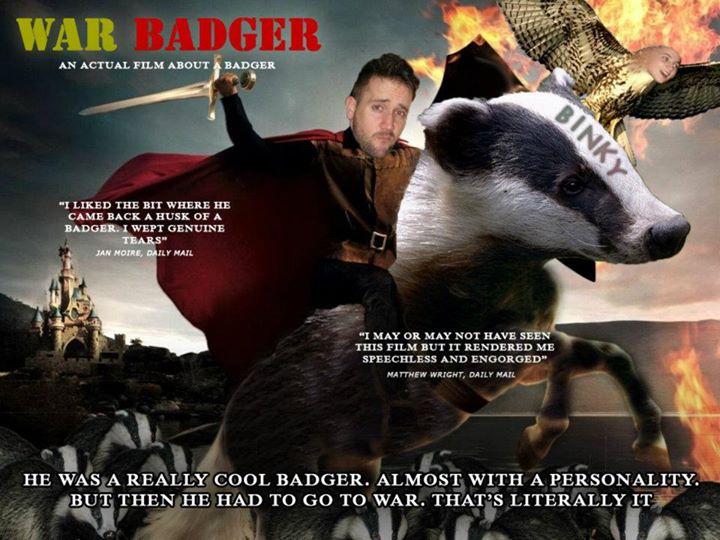 WAR BADGER
AN ACTUAL FILM ABOUT A BADGER
BINKY
"I LIKED THE BIT WHERE HE
CAME BACK A HUSK OF A
BADGER. I WEPT GENUINE
TEARS"
JAN MOIRE, DAILY MAIL
"I MAY OR MAY NOT HAVE SEEN
THIS FILM BUT IT RENDERED ME
SPEECHLESS AND ENGORGED"
MATTHEW WRIGHT, DAILY MAIL
HE WAS A REALLY COOL BADGER. ALMOST WITH A PERSONALITY.
BUT THEN HE HAD TO GO TO WAR. THAT'S LITERALLY IT